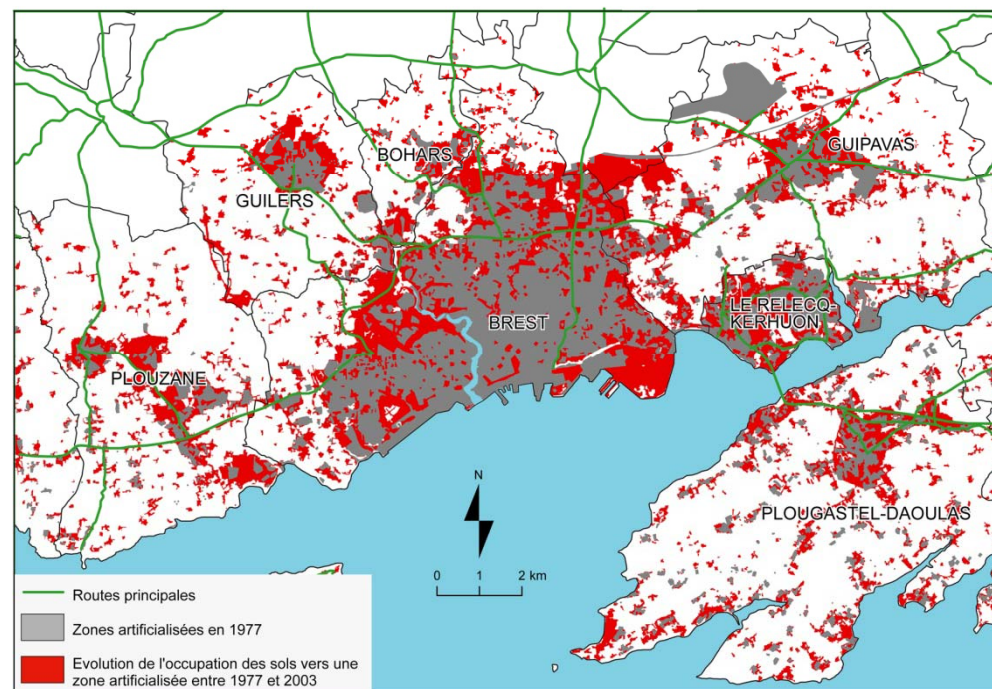 BOHARS
GUIPAVAS
GUILERS
LE RELECQ-
KERHUON
BREST
PLOUZANE
PLOUGASTEL-DAOULAS
N
0 1 2 km
Routes principales
Zones artificialisées en 1977
Evolution de l'occupation des sols vers une
zone artificialisée entre 1977 et 2003